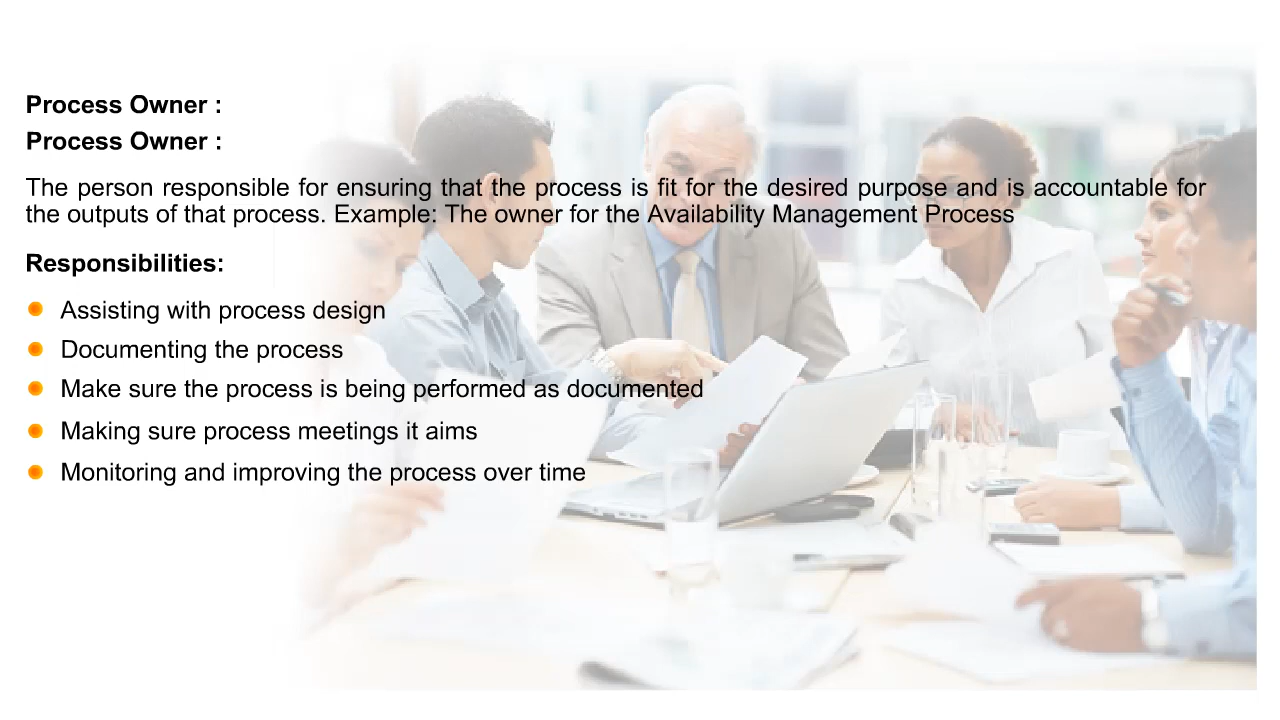 Process Owner :
Process Owner :
The person responsible for ensuring that the process is fit for the desired purpose and is accountable for
the outputs of that process. Example: The owner for the Availability Management Process
Responsibilities:
Assisting with process design
Documenting the process
Make sure the process is being performed as documented
Making sure process meetings it aims
Monitoring and improving the process over time